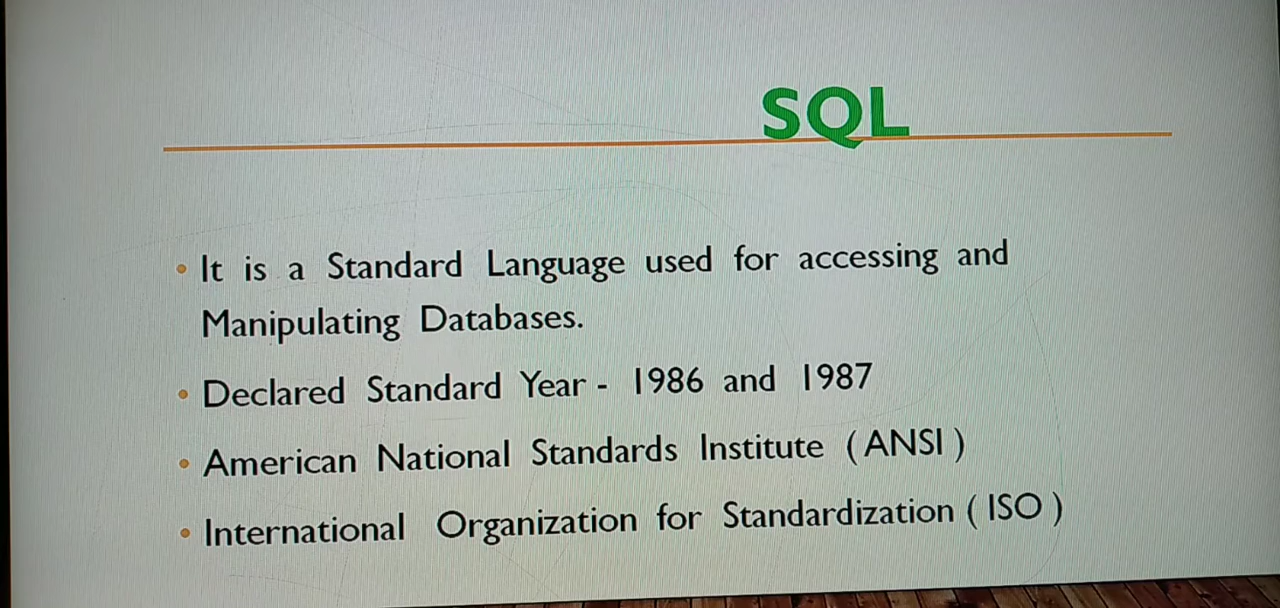 SQL
• It is a Standard Language used for accessing and
Manipulating Databases.
• Declared Standard Year - 1986 and 1987
• American National Standards Institute ( ANSI )
• International Organization for Standardization ( ISO )